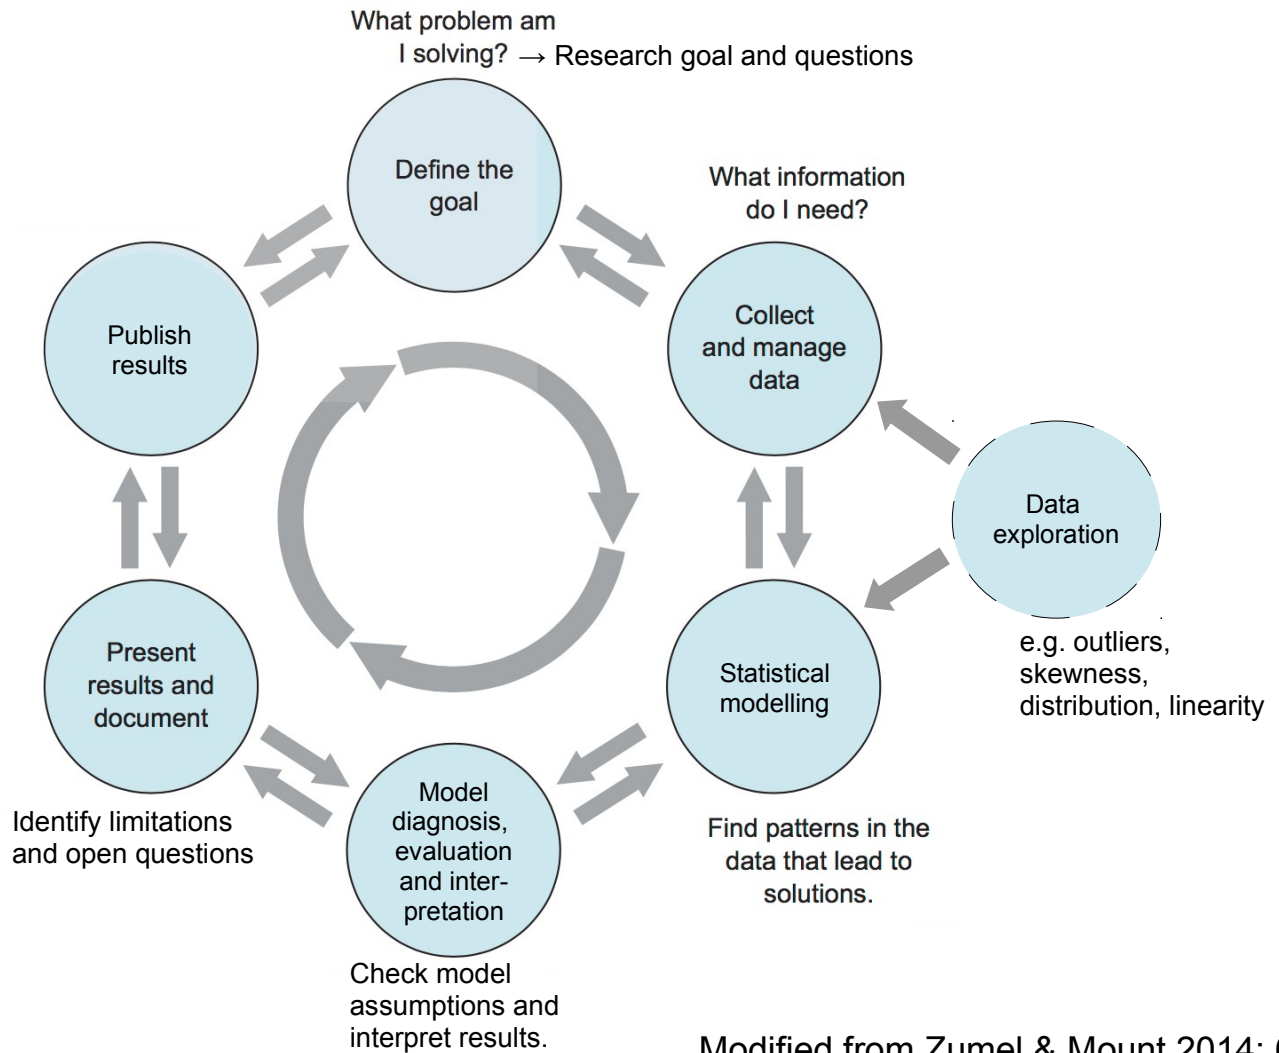 What problem am
I solving? → Research goal and questions
Define the
goal
What information
do I need?
Collect
and manage
data
Publish
results
Data
exploration
e.g. outliers,
skewness,
distribution, linearity
Statistical
modelling
Find patterns in the
data that lead to
solutions.
Present
results and
document
Identify limitations
and open questions
Model
diagnosis,
evaluation
and inter-
pretation
Check model
assumptions and
interpret results.
Modified from Zumel & Mount 2014: